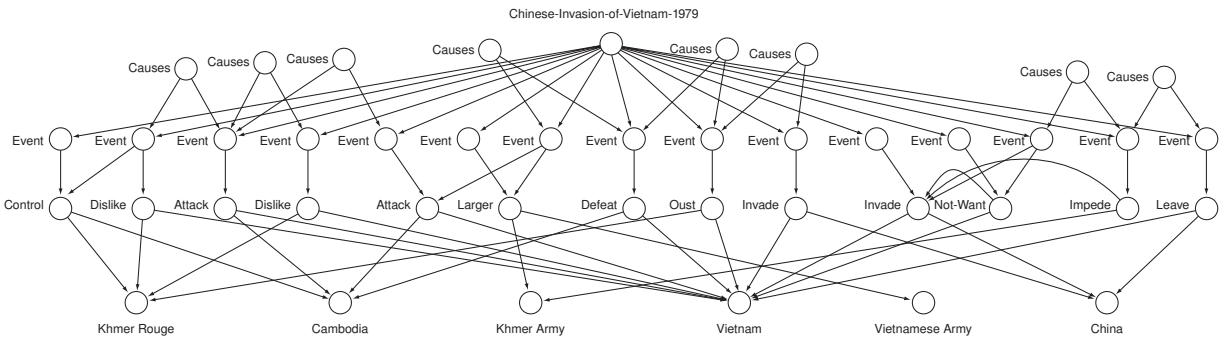 Chinese-Invasion-of-Vietnam-1979
Causes Causes Causes Causes Causes Causes Causes Causes
Event Event Event Event Event Event Event Event Event Event Event Event Event Event Event
Control Dislike Attack Dislike Attack Larger Defeat Oust Invade Invade Not-Want Impede Leave
Khmer Rouge Cambodia Khmer Army Vietnam Vietnamese Army China